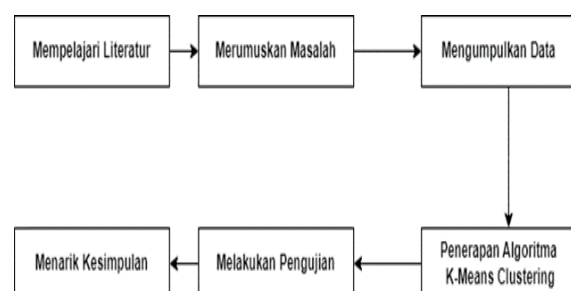 Mempelajari Literatur
Merumuskan Masalah
Mengumpulkan Data
Penerapan Algoritma
K-Means Clustering
Melakukan Pengujian
Menarik Kesimpulan